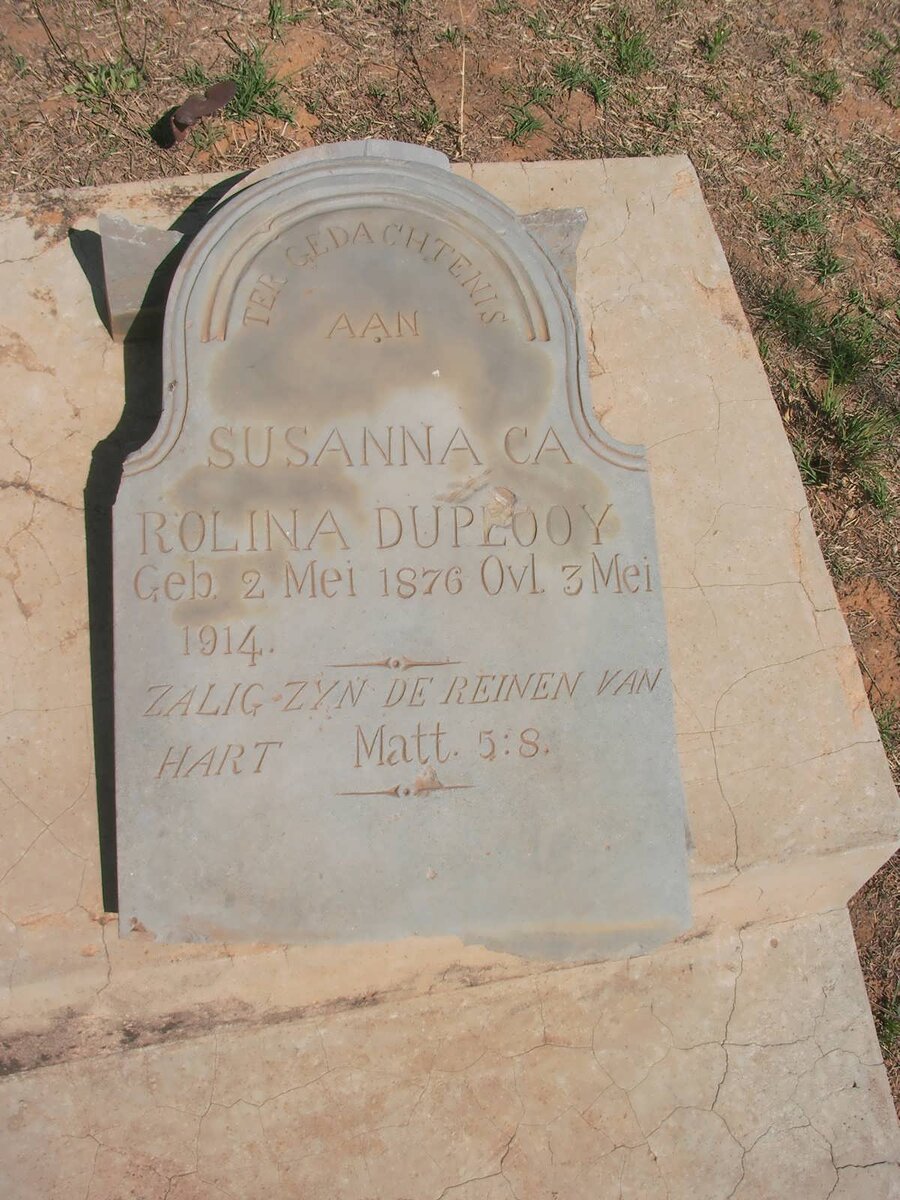 TER GEDACHTENIS
AAN
SUSANNA CA
ROLINA DUPLOOY
Geb. 2 Mei 1876 Ovl. 3 Mei
1914.
ZALIG ZYN DE REINEN VAN
HART Matt. 5:8.